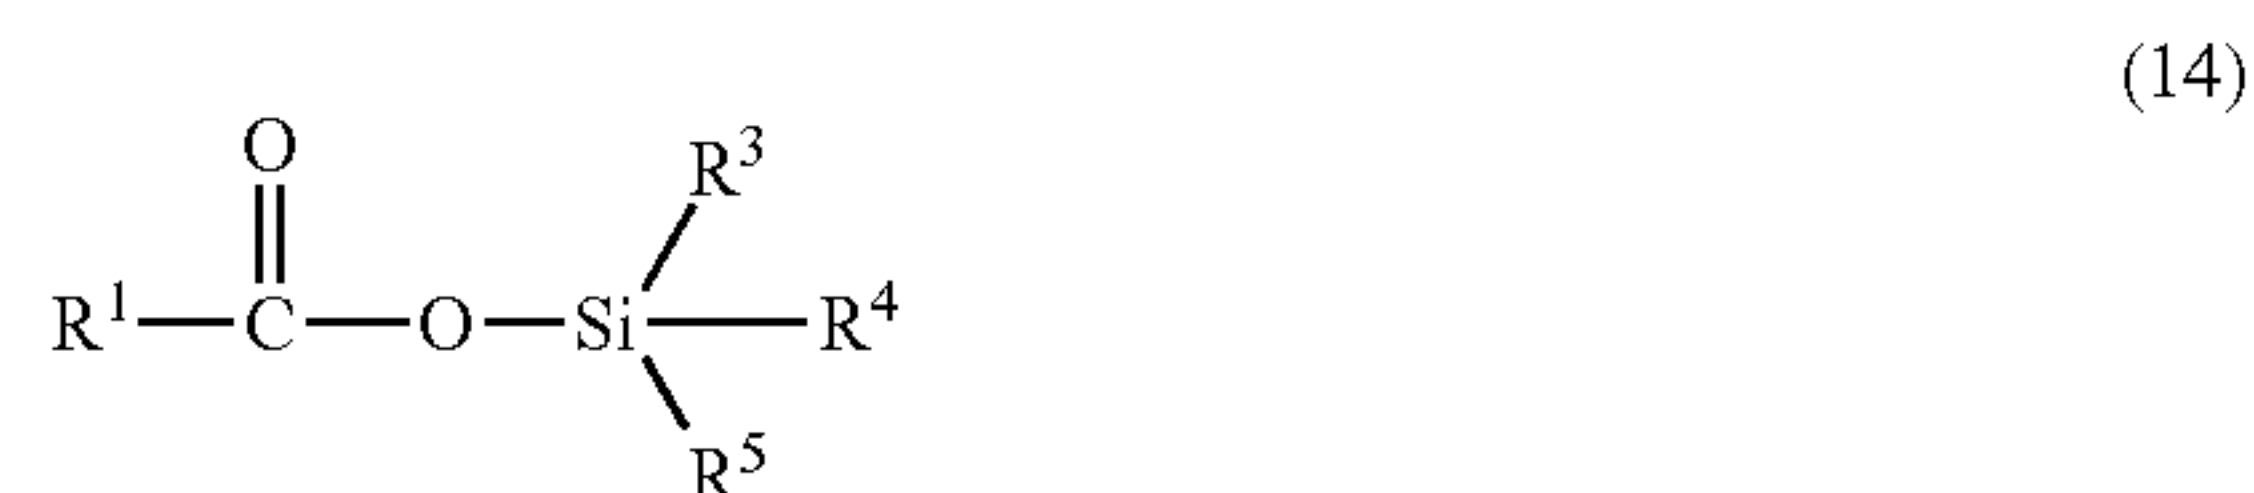 (14)
O
R³
R¹—C—O—Si—R⁴
R⁵